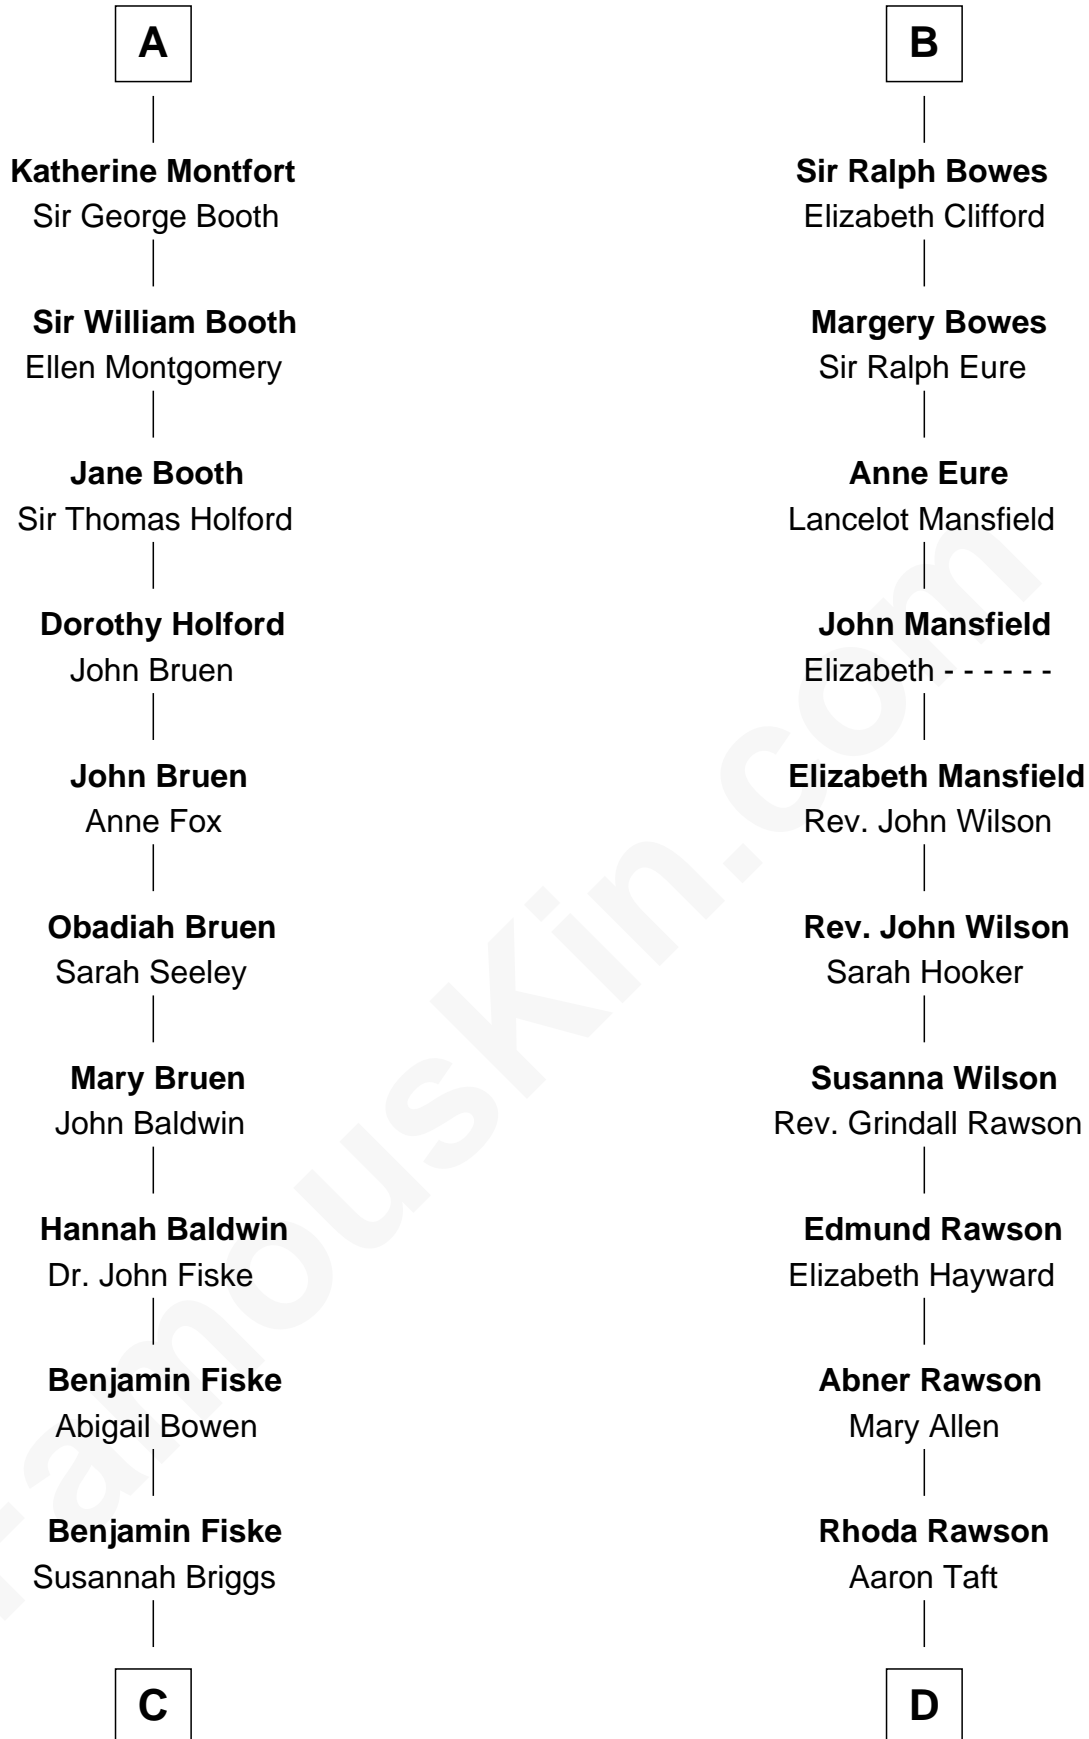 A
Katherine Montfort
Sir George Booth
Sir William Booth
Ellen Montgomery
Jane Booth
Sir Thomas Holford
Dorothy Holford
John Bruen
John Bruen
Anne Fox
Obadiah Bruen
Sarah Seeley
Mary Bruen
John Baldwin
Hannah Baldwin
Dr. John Fiske
Benjamin Fiske
Abigail Bowen
Benjamin Fiske
Susannah Briggs
C
B
Sir Ralph Bowes
Elizabeth Clifford
Margery Bowes
Sir Ralph Eure
Anne Eure
Lancelot Mansfield
John Mansfield
Elizabeth - - - - - -
Elizabeth Mansfield
Rev. John Wilson
Rev. John Wilson
Sarah Hooker
Susanna Wilson
Rev. Grindall Rawson
Edmund Rawson
Elizabeth Hayward
Abner Rawson
Mary Allen
Rhoda Rawson
Aaron Taft
D
FamousKin.com